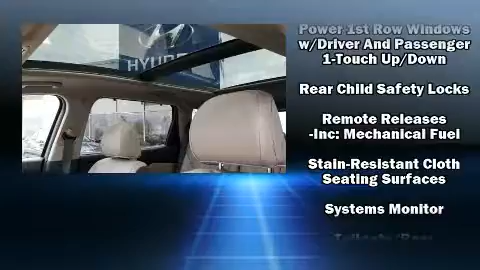 HYUNDAI
Power 1st Row Windows
w/Driver And Passenger
1-Touch Up/Down
Rear Child Safety Locks
Remote Releases
-Inc: Mechanical Fuel
Stain-Resistant Cloth
Seating Surfaces
Systems Monitor